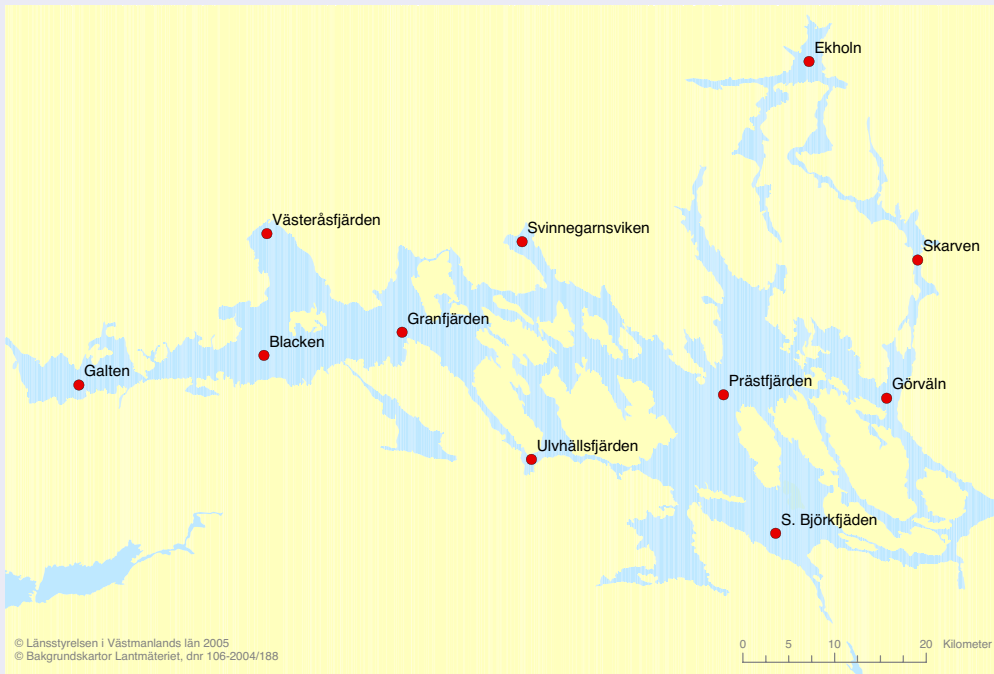 Ekholn
Västeråsfjärden
Svinnegarnsviken
Skarven
Granfjärden
Blacken
Galten
Prästfjärden
Görväln
Ulvhällsfjärden
S. Björkfjäden
© Länsstyrelsen i Västmanlands län 2005
© Bakgrundskartor Lantmäteriet, dnr 106-2004/188
0 5 10 20 Kilometer